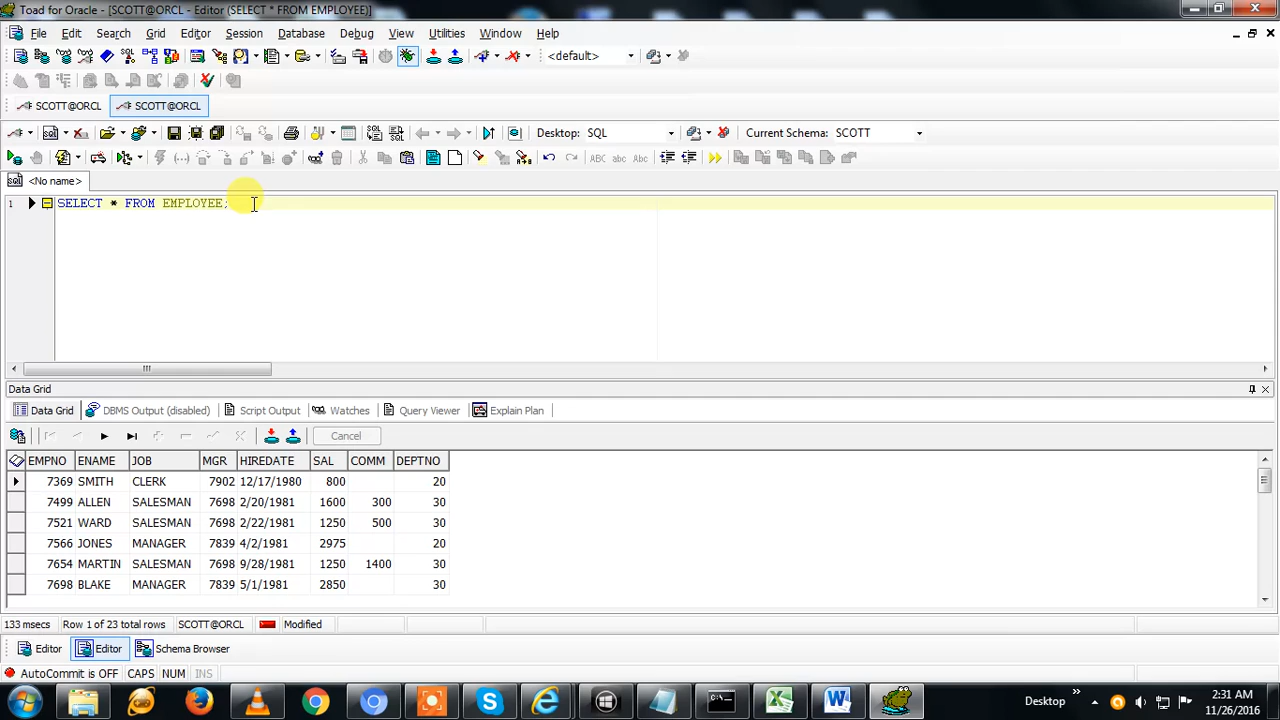 Toad for Oracle - [SCOTT@ORCL - Editor (SELECT * FROM EMPLOYEE)]
File Edit Search Grid Editor Session Database Debug View Utilities Window Help
<default>
SCOTT@ORCL SCOTT@ORCL
Desktop: SQL Current Schema: SCOTT
<No name>
1 SELECT * FROM EMPLOYEE;
Data Grid
Data Grid DBMS Output (disabled) Script Output Watches Query Viewer Explain Plan
Cancel
EMPNO ENAME JOB MGR HIREDATE SAL COMM DEPTNO
7369 SMITH CLERK 7902 12/17/1980 800 20
7499 ALLEN SALESMAN 7698 2/20/1981 1600 300 30
7521 WARD SALESMAN 7698 2/22/1981 1250 500 30
7566 JONES MANAGER 7839 4/2/1981 2975 20
7654 MARTIN SALESMAN 7698 9/28/1981 1250 1400 30
7698 BLAKE MANAGER 7839 5/1/1981 2850 30
133 msecs Row 1 of 23 total rows SCOTT@ORCL Modified
Editor Editor Schema Browser
AutoCommit is OFF CAPS NUM INS
Desktop 2:31 AM
11/26/2016